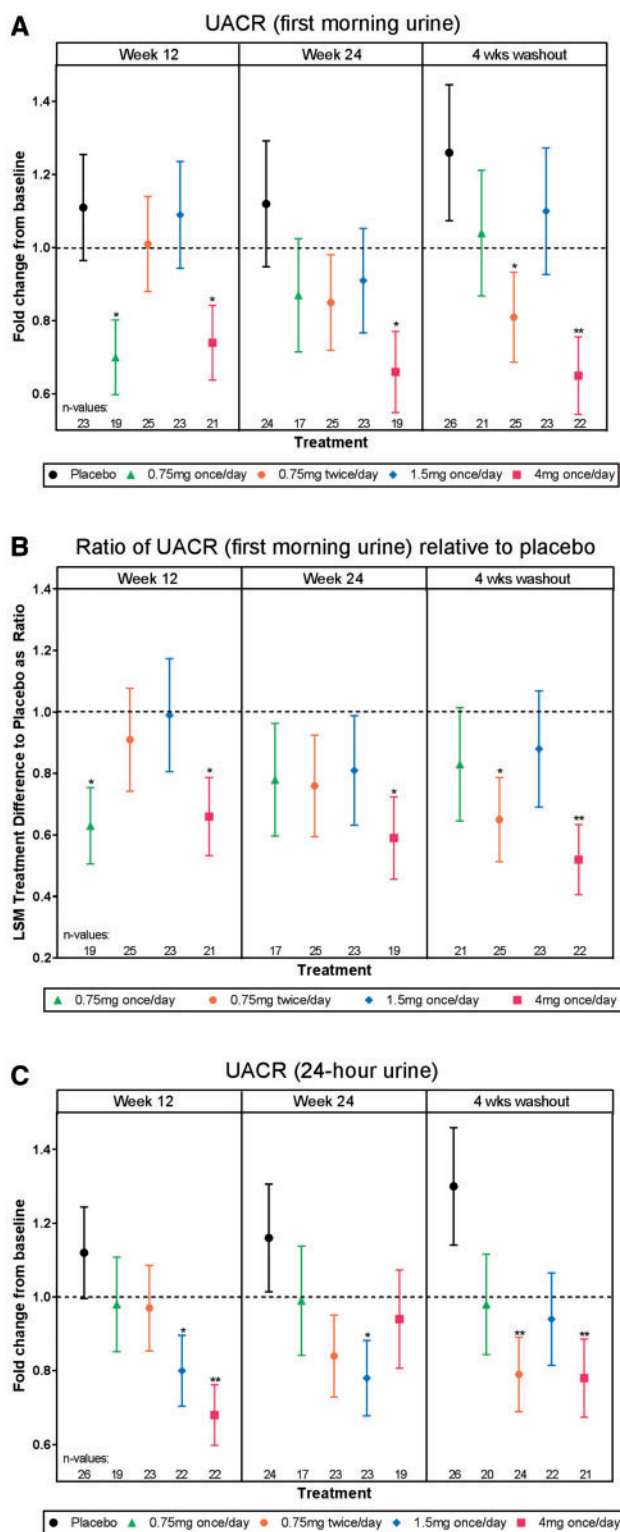 A
UACR (first morning urine)
Week 12 Week 24 4 wks washout
Fold change from baseline
1.4
1.2
1.0
0.8
0.6
* * * * **
n-values:
23 19 25 23 21 24 17 25 23 19 26 21 25 23 22
Treatment
Placebo 0.75mg once/day 0.75mg twice/day 1.5mg once/day 4mg once/day
B
Ratio of UACR (first morning urine) relative to placebo
Week 12 Week 24 4 wks washout
LSM Treatment Difference to Placebo as Ratio
1.4
1.2
1.0
0.8
0.6
0.4
0.2
* * * * **
n-values:
19 25 23 21 17 25 23 19 21 25 23 22
Treatment
0.75mg once/day 0.75mg twice/day 1.5mg once/day 4mg once/day
C
UACR (24-hour urine)
Week 12 Week 24 4 wks washout
Fold change from baseline
1.4
1.2
1.0
0.8
0.6
* ** * ** **
n-values:
26 19 23 22 22 24 17 23 23 19 26 20 24 22 21
Treatment
Placebo 0.75mg once/day 0.75mg twice/day 1.5mg once/day 4mg once/day